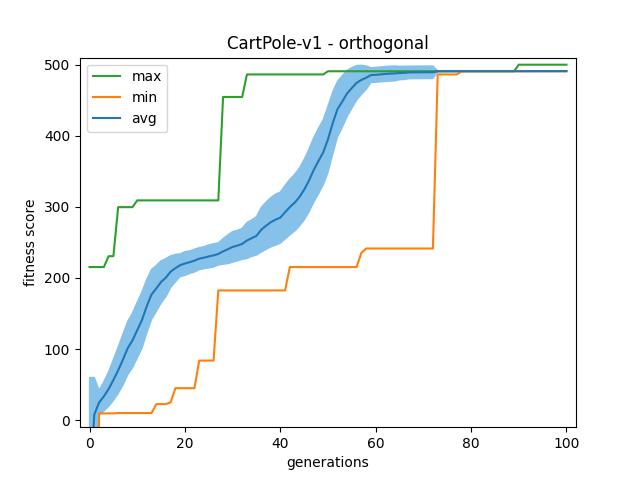 CartPole-v1 - orthogonal
max
min
avg
fitness score
500
400
300
200
100
0
0 20 40 60 80 100
generations